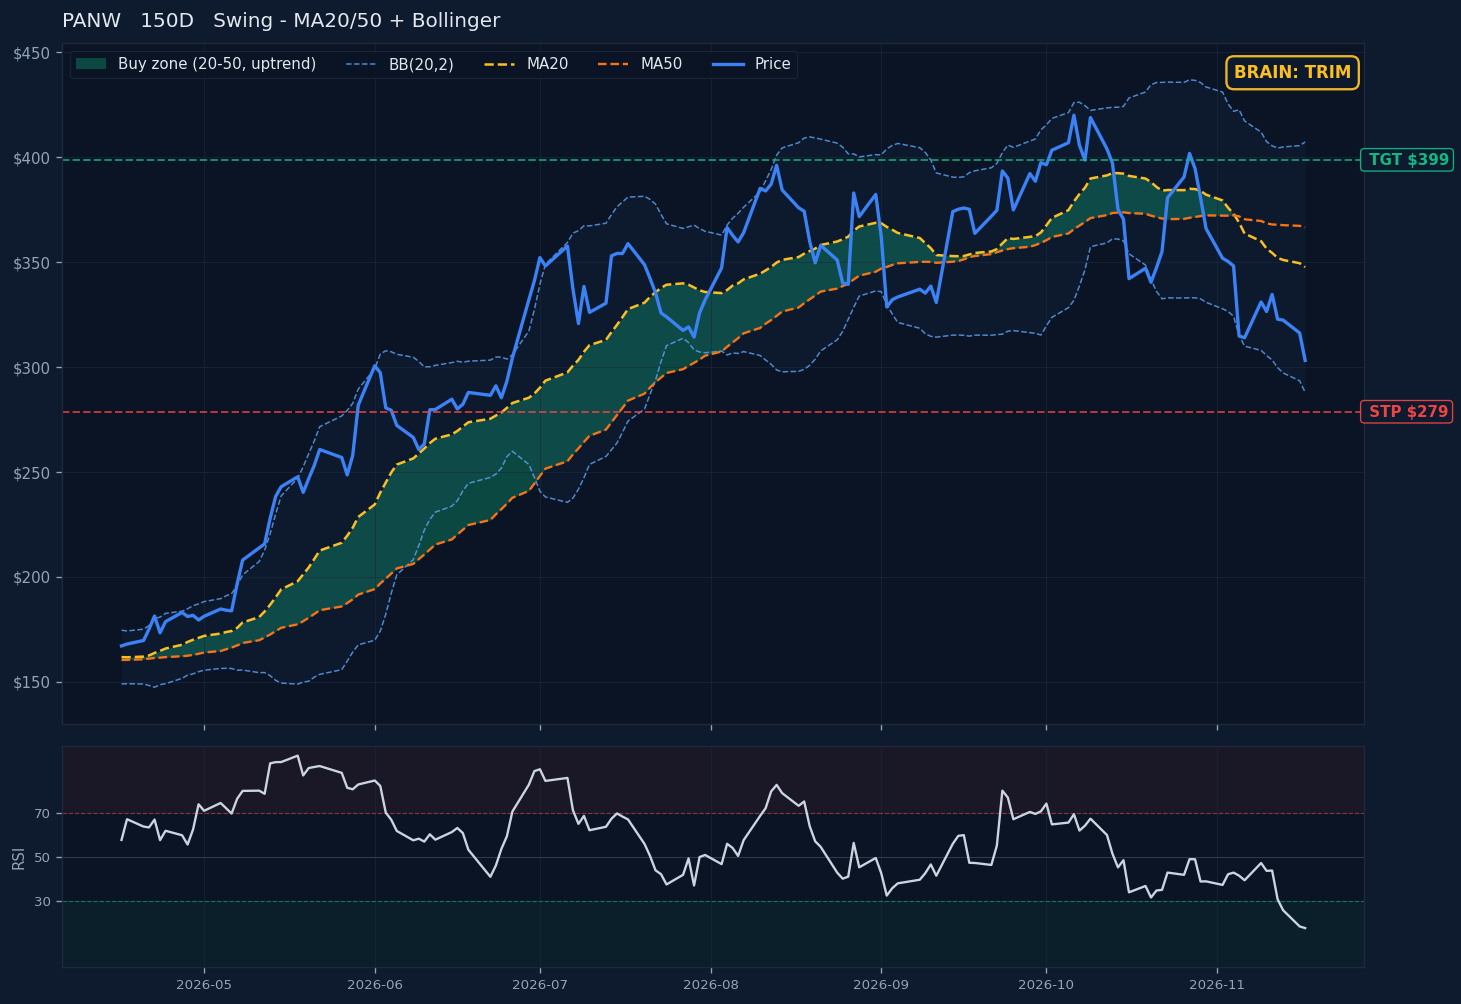 PANW   150D   Swing - MA20/50 + Bollinger
Buy zone (20-50, uptrend)   BB(20,2)   MA20   MA50   Price
BRAIN: TRIM
$450
$400
TGT $399
$350
$300
STP $279
$250
$200
$150
RSI
70
50
30
2026-05   2026-06   2026-07   2026-08   2026-09   2026-10   2026-11